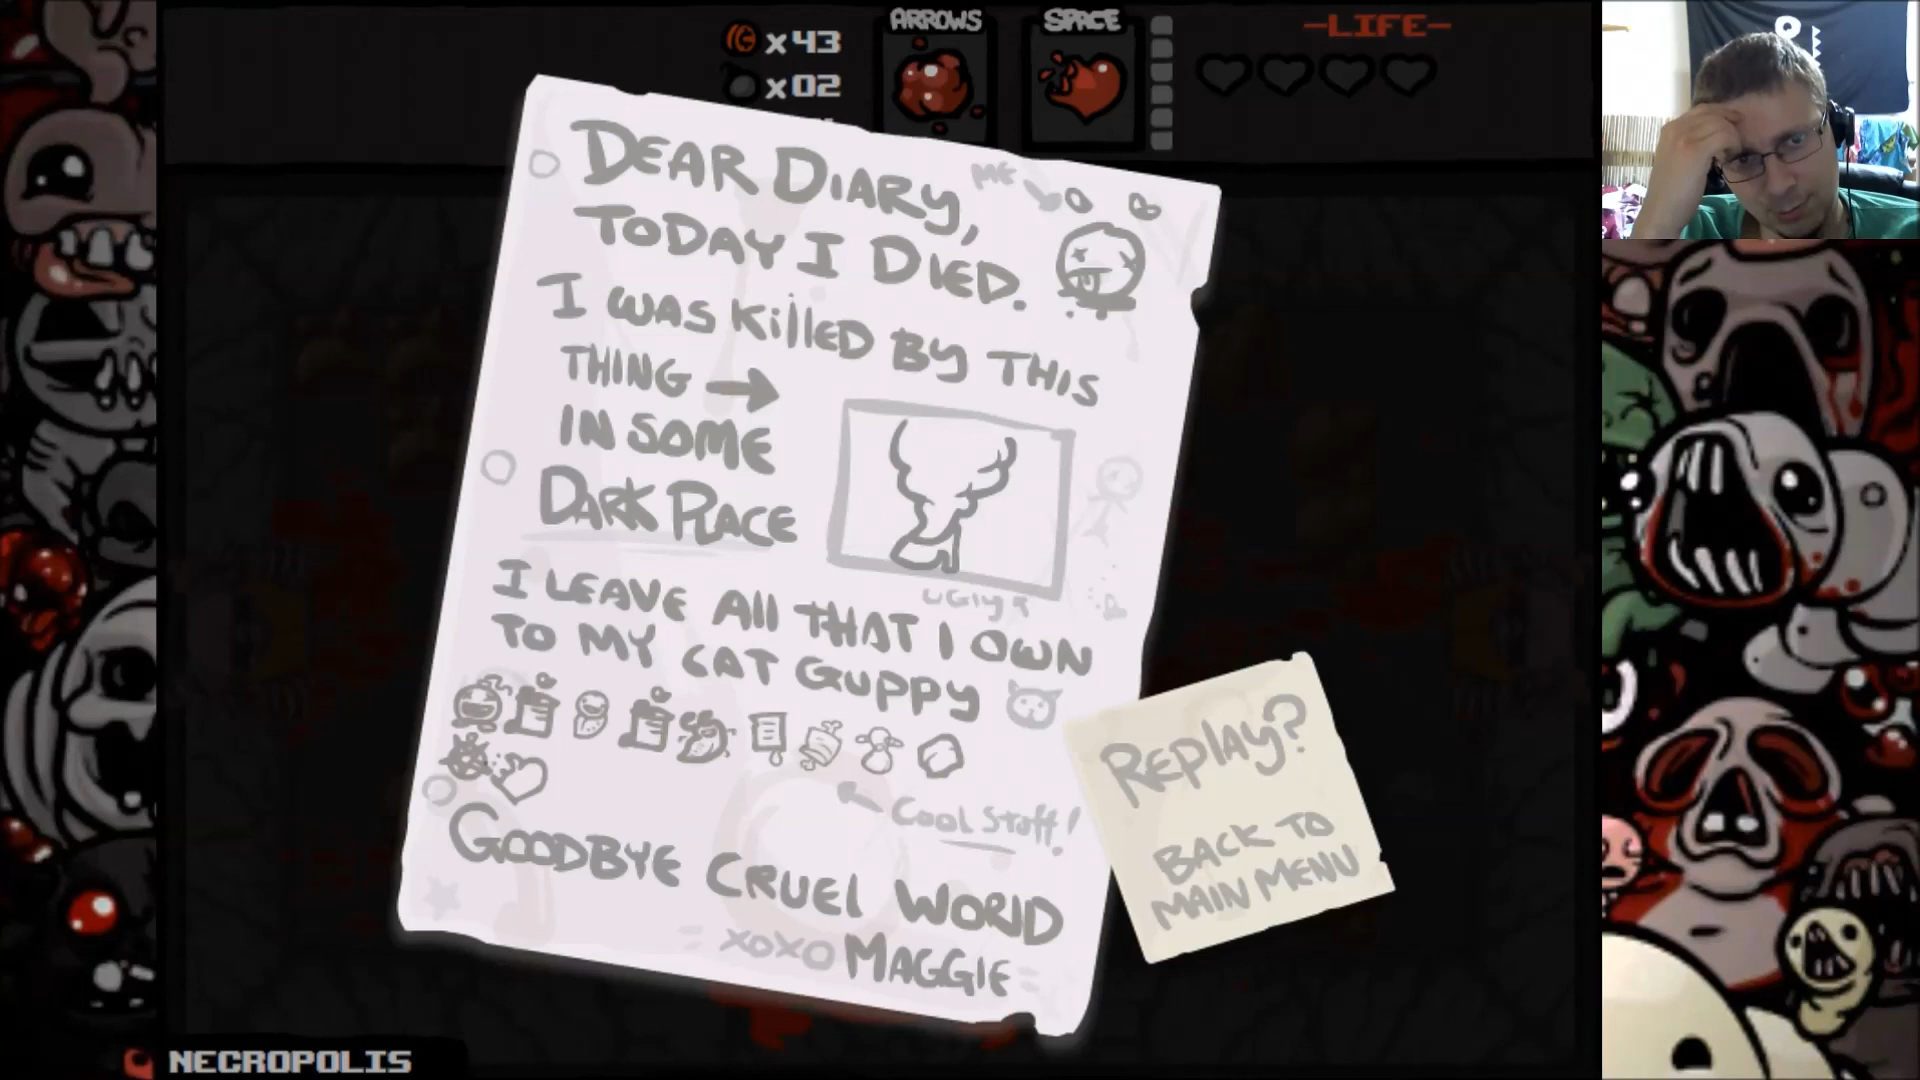 x43
x02
ARROWS
SPACE
-LIFE-
DEAR DIARY,
TODAY I DIED.
ME
I WAS KillED BY THIS
THING →
IN SOME
DARK PLACE
UGly
I LEAVE All THAT I OWN
TO MY CAT GUPPY
Cool Stuff!
GOODBYE CRUEl WORlD
= XOXO MAGGIE =
REPlAy?
BACK TO
MAIN MENU
NECROPOLIS